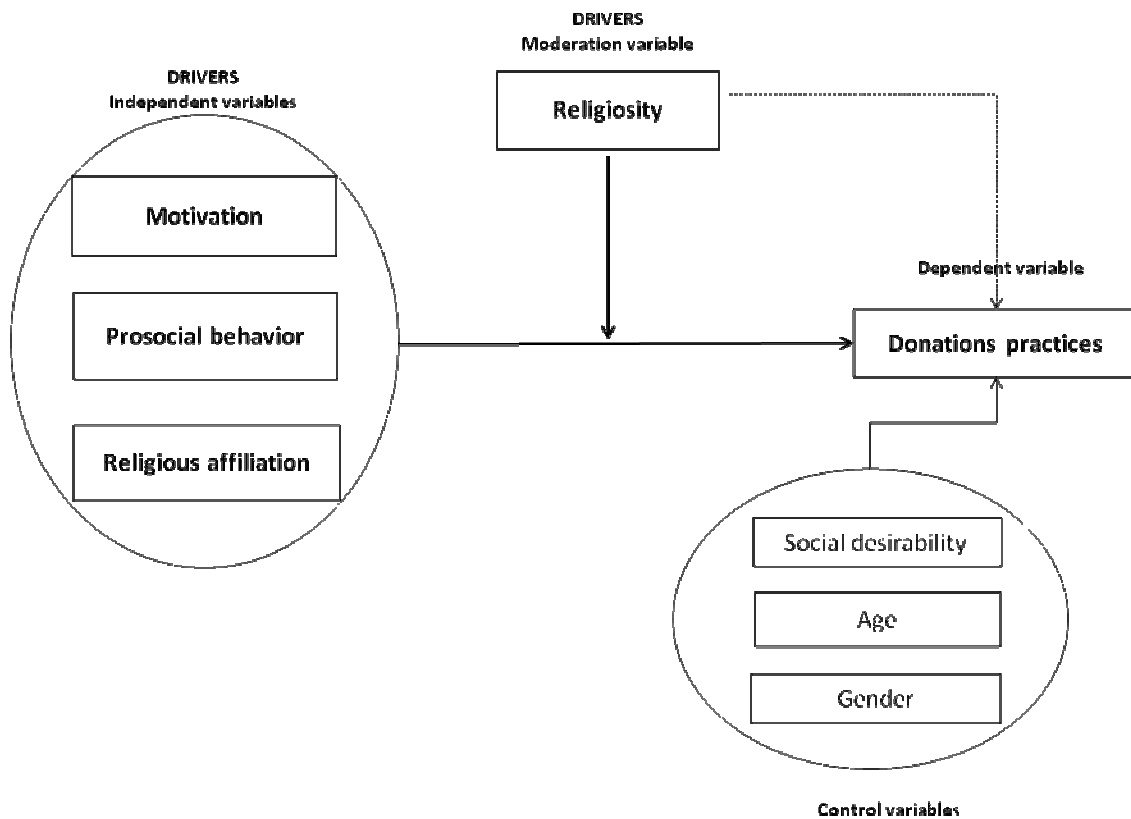 DRIVERS
Moderation variable
Religiosity
DRIVERS
Independent variables
Motivation
Prosocial behavior
Religious affiliation
Dependent variable
Donations practices
Social desirability
Age
Gender
Control variables